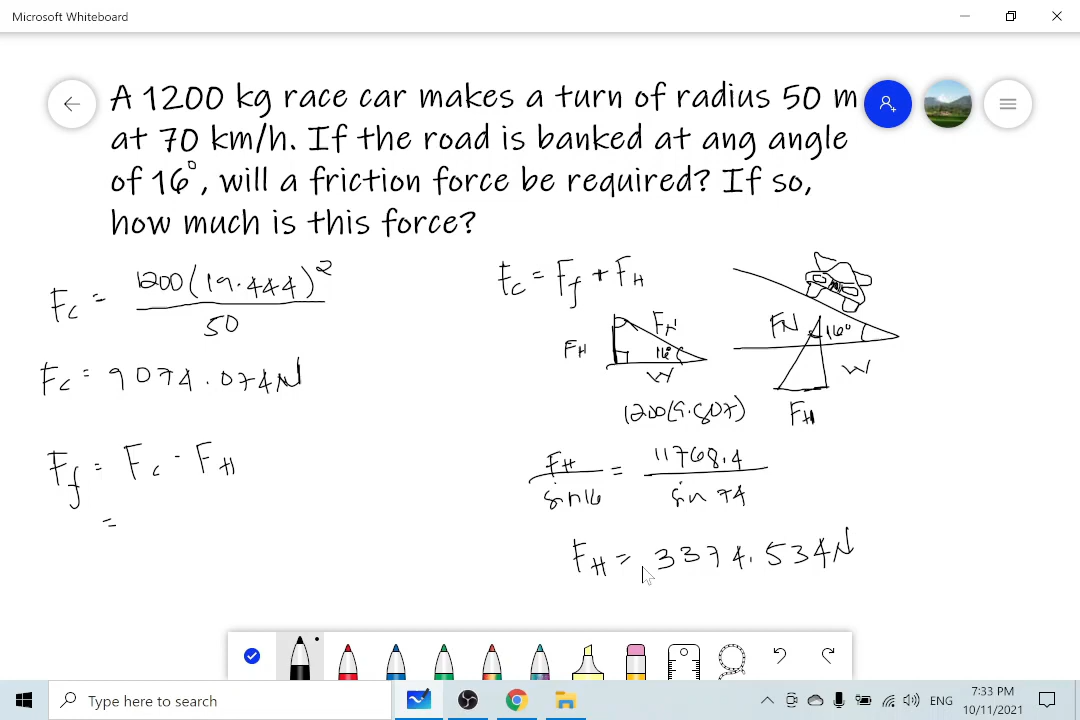 Microsoft Whiteboard
A 1200 kg race car makes a turn of radius 50 m
at 70 km/h. If the road is banked at ang angle
of 16°, will a friction force be required? If so,
how much is this force?
Fc = 1200(19.444)²
50
Fc = 9074.074N
Ff = Fc - FH
=
Fc = Ff + FH
FN
FH
16°
W
1200(9.807)
FN
16°
W
FH
FH / sin 16 = 11768.4 / sin 74
FH = 3374.534N
Type here to search
ENG
7:33 PM
10/11/2021